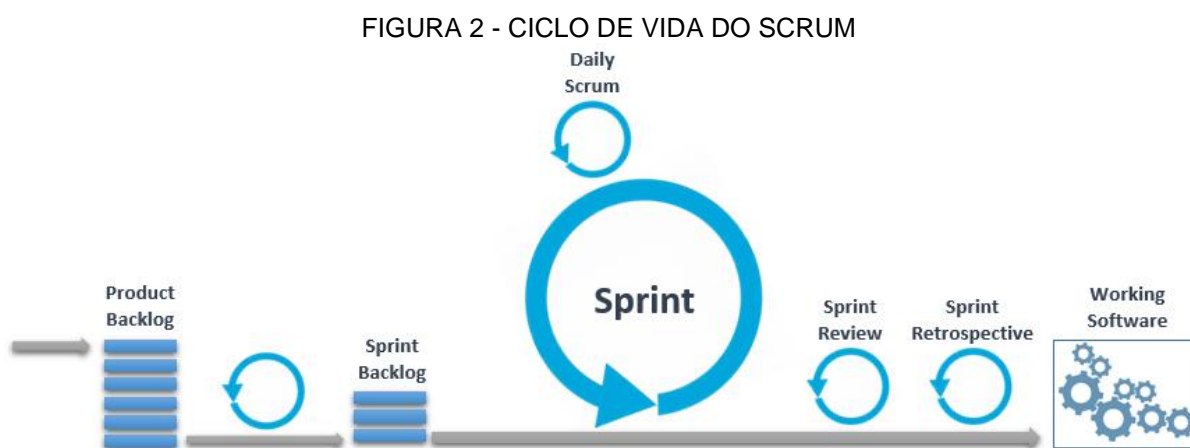 FIGURA 2 - CICLO DE VIDA DO SCRUM
Daily
Scrum
Sprint
Product
Backlog
Sprint
Backlog
Sprint
Review
Sprint
Retrospective
Working
Software